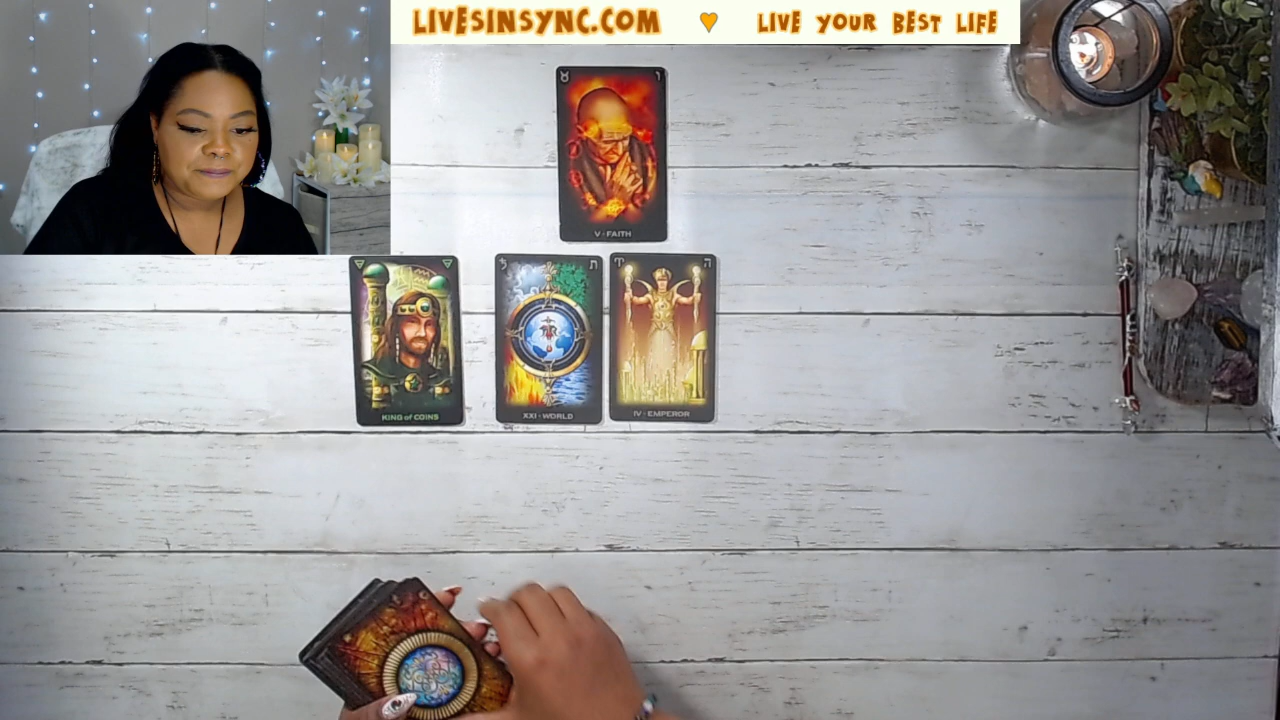 LIVESINSYNC.COM ♥ LIVE YOUR BEST LIFE
V · FAITH
KING of COINS
XXI · WORLD
IV · EMPEROR